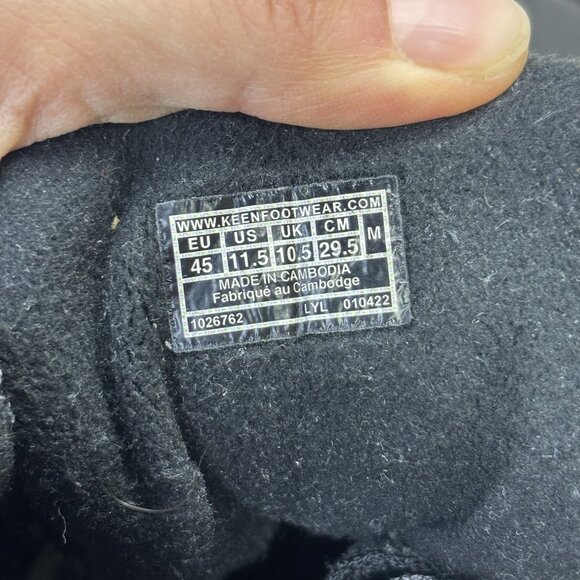 WWW.KEENFOOTWEAR.COM
EU US UK CM M
45 11.5 10.5 29.5
MADE IN CAMBODIA
Fabriqué au Cambodge
1026762 LYL 010422